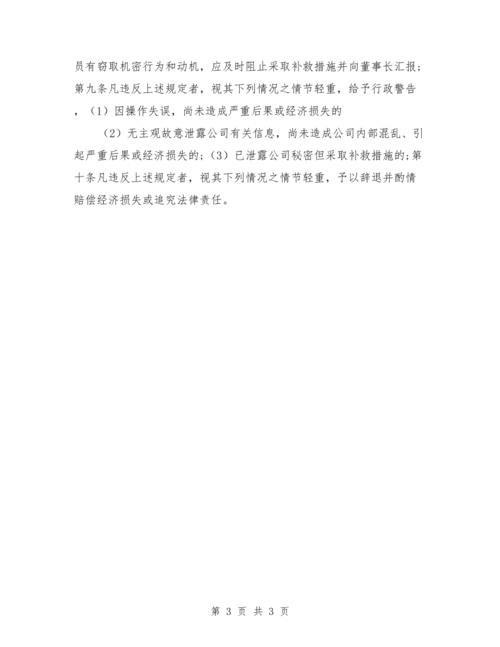 员有窃取机密行为和动机，应及时阻止采取补救措施并向董事长汇报;
第九条凡违反上述规定者，视其下列情况之情节轻重，给予行政警告
，（1）因操作失误，尚未造成严重后果或经济损失的
（2）无主观故意泄露公司有关信息，尚未造成公司内部混乱、引
起严重后果或经济损失的;（3）已泄露公司秘密但采取补救措施的;第
十条凡违反上述规定者，视其下列情况之情节轻重，予以辞退并酌情
赔偿经济损失或追究法律责任。
第 3 页 共 3 页